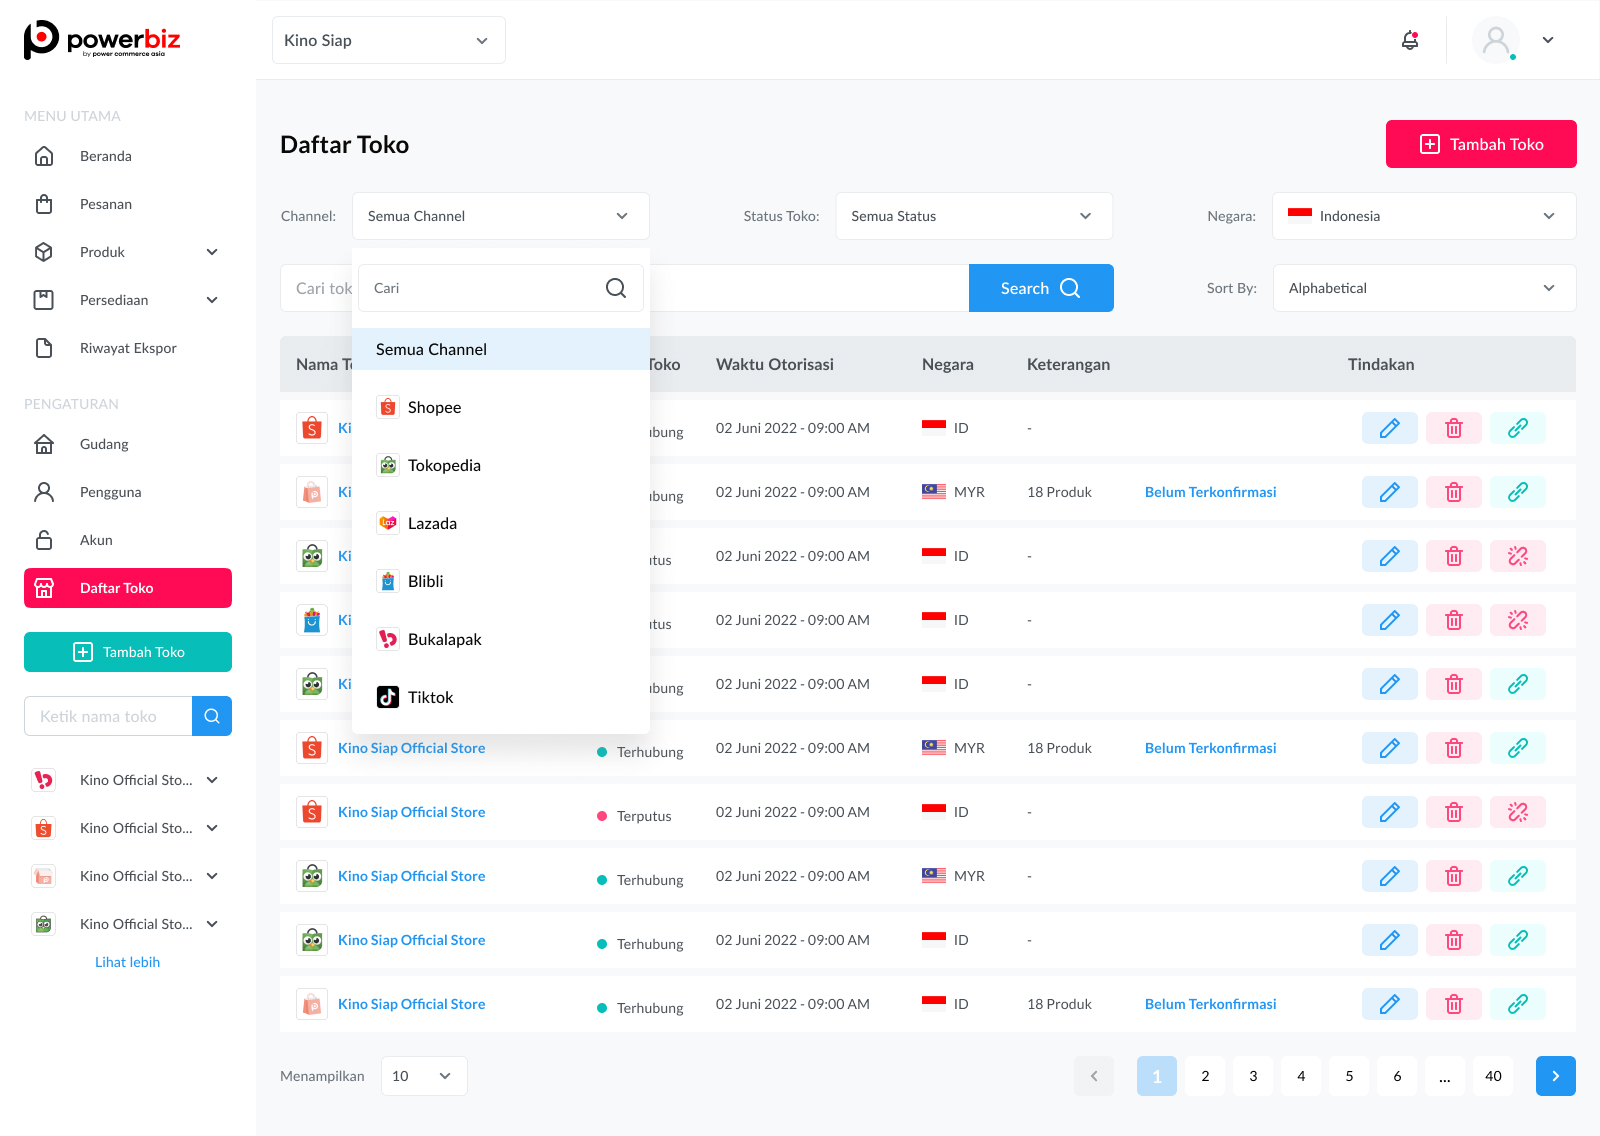 powerbiz
by power commerce asia
Kino Siap
MENU UTAMA
Beranda
Pesanan
Produk
Persediaan
Riwayat Ekspor
PENGATURAN
Gudang
Pengguna
Akun
Daftar Toko
Tambah Toko
Ketik nama toko
Kino Official Sto...
Kino Official Sto...
Kino Official Sto...
Kino Official Sto...
Lihat lebih
Daftar Toko
Tambah Toko
Channel: Semua Channel
Status Toko: Semua Status
Negara: Indonesia
Cari tok
Search
Sort By: Alphabetical
Cari
Semua Channel
Shopee
Tokopedia
Lazada
Blibli
Bukalapak
Tiktok
Nama T Toko Waktu Otorisasi Negara Keterangan Tindakan
Ki hubung 02 Juni 2022 - 09:00 AM ID -
Ki ubung 02 Juni 2022 - 09:00 AM MYR 18 Produk Belum Terkonfirmasi
Ki utus 02 Juni 2022 - 09:00 AM ID -
Ki utus 02 Juni 2022 - 09:00 AM ID -
Ki ubung 02 Juni 2022 - 09:00 AM ID -
Kino Siap Official Store Terhubung 02 Juni 2022 - 09:00 AM MYR 18 Produk Belum Terkonfirmasi
Kino Siap Official Store Terputus 02 Juni 2022 - 09:00 AM ID -
Kino Siap Official Store Terhubung 02 Juni 2022 - 09:00 AM MYR -
Kino Siap Official Store Terhubung 02 Juni 2022 - 09:00 AM ID -
Kino Siap Official Store Terhubung 02 Juni 2022 - 09:00 AM ID 18 Produk Belum Terkonfirmasi
Menampilkan 10
1 2 3 4 5 6 ... 40